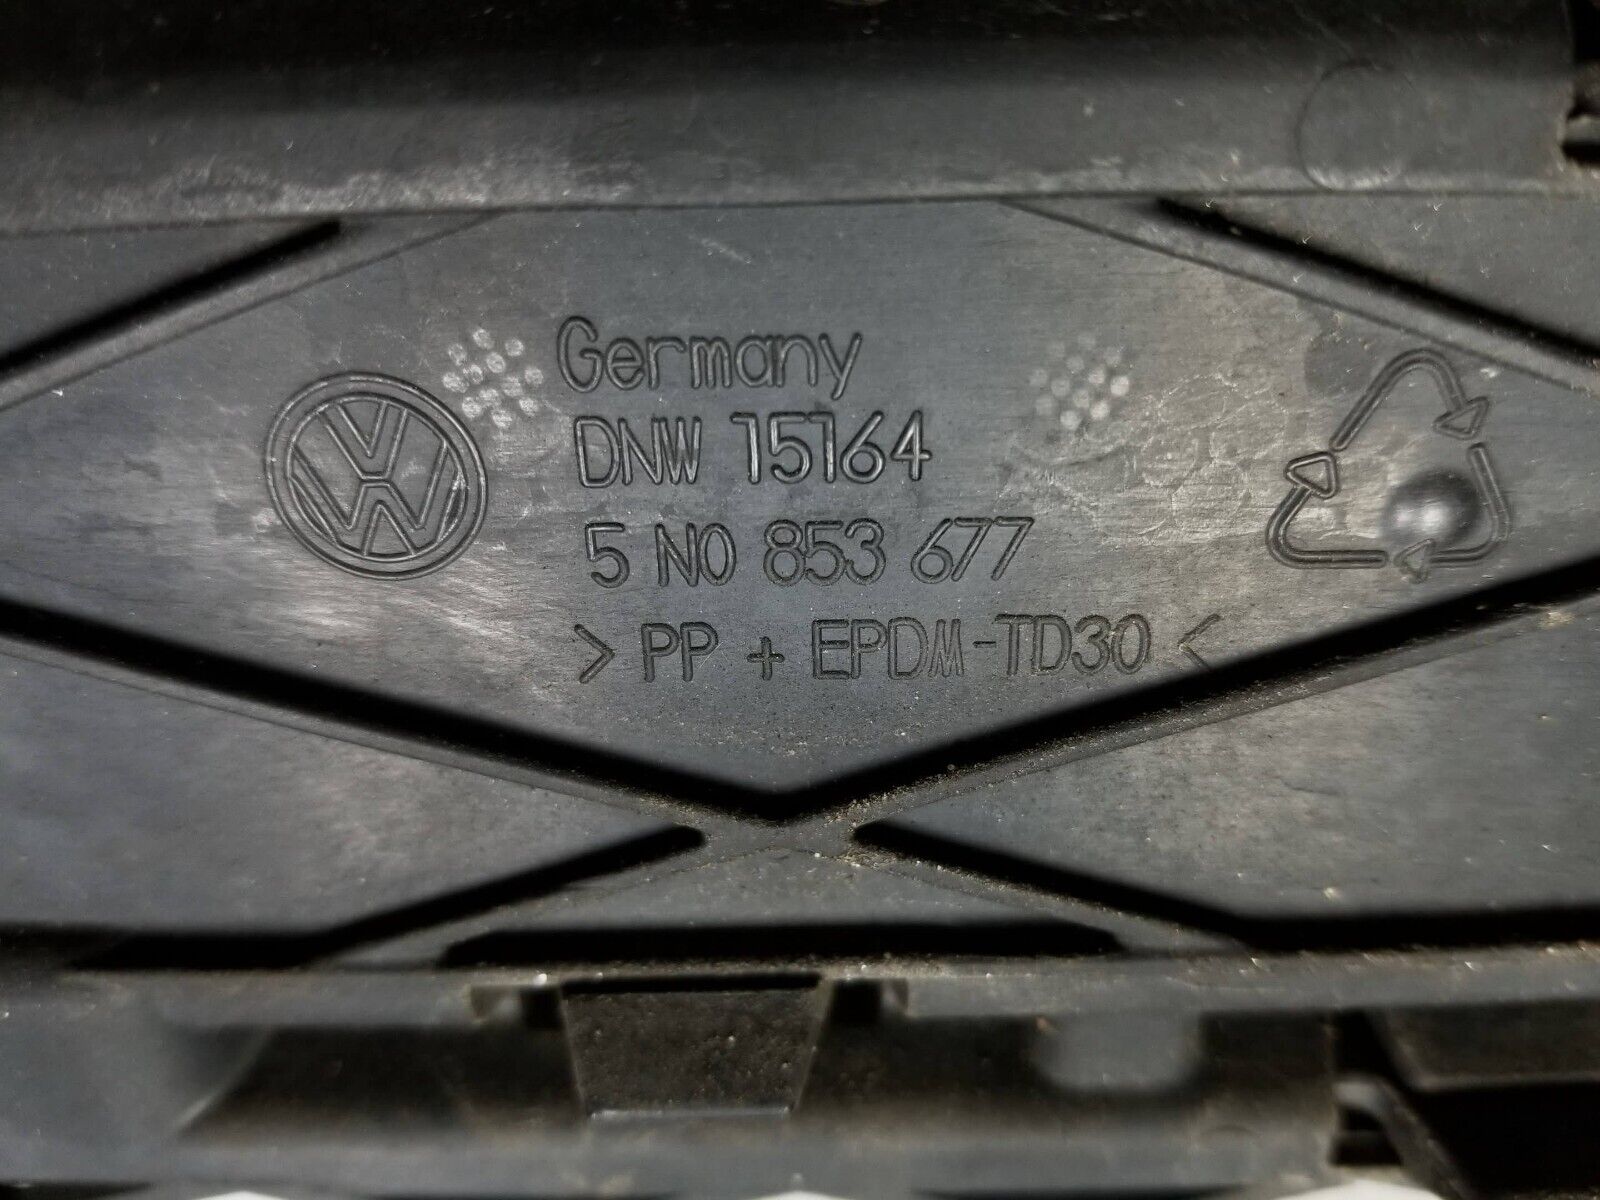 Germany
DNW 15164
5 N0 853 677
> PP + EPDM-TD30 <